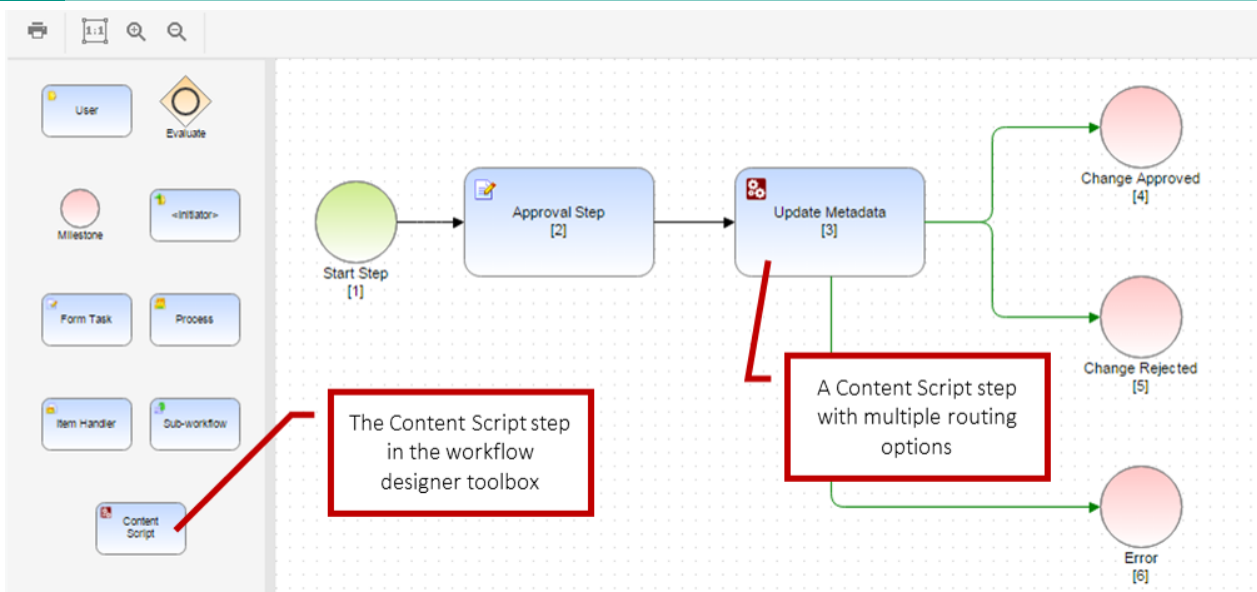 1:1
User
Evaluate
Milestone
<Initiator>
Form Task
Process
Item Handler
Sub-workflow
Content
Script
Start Step
[1]
Approval Step
[2]
Update Metadata
[3]
Change Approved
[4]
Change Rejected
[5]
Error
[6]
The Content Script step
in the workflow
designer toolbox
A Content Script step
with multiple routing
options